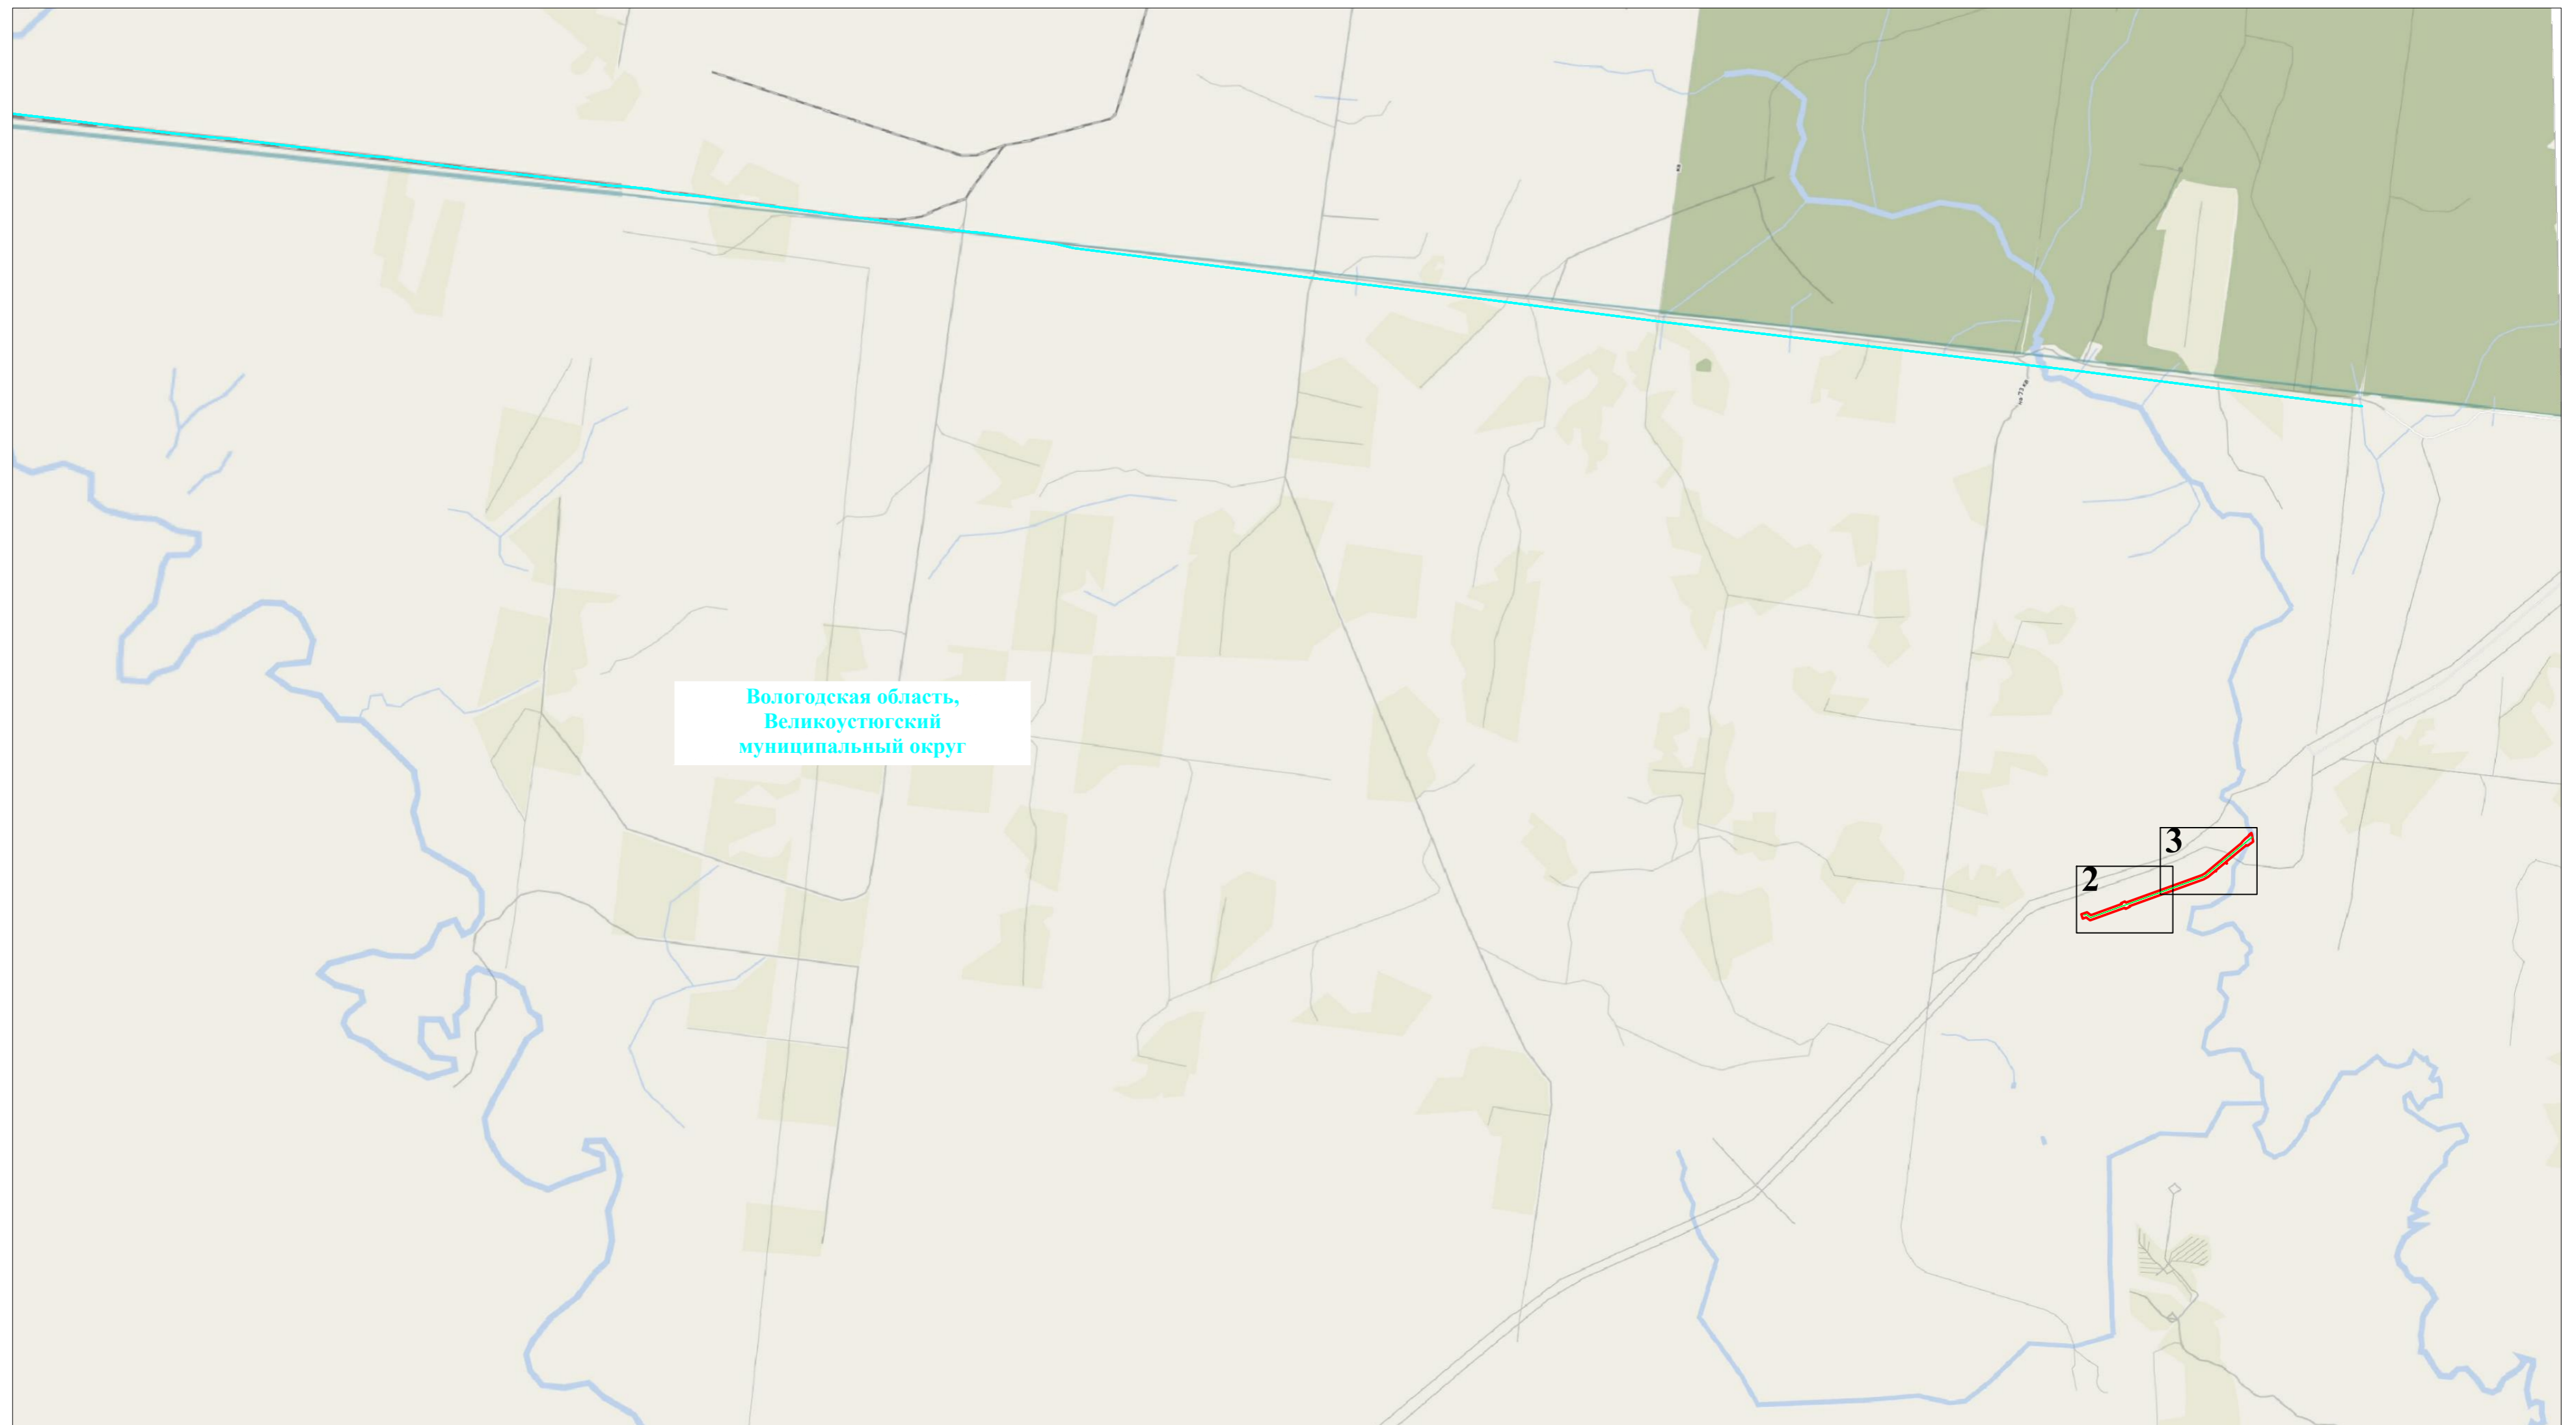 Вологодская область,
Великоустюгский
муниципальный округ
3
2